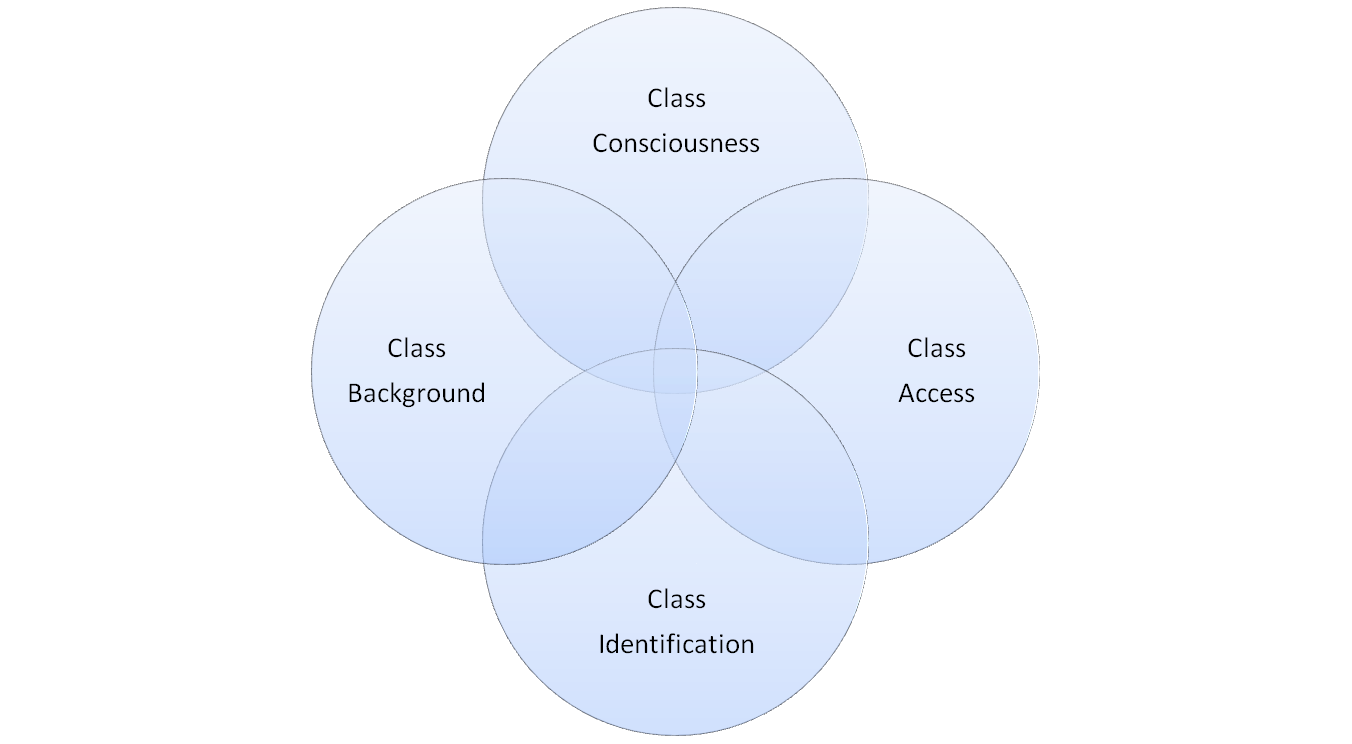 Class
Consciousness
Class
Background
Class
Access
Class
Identification